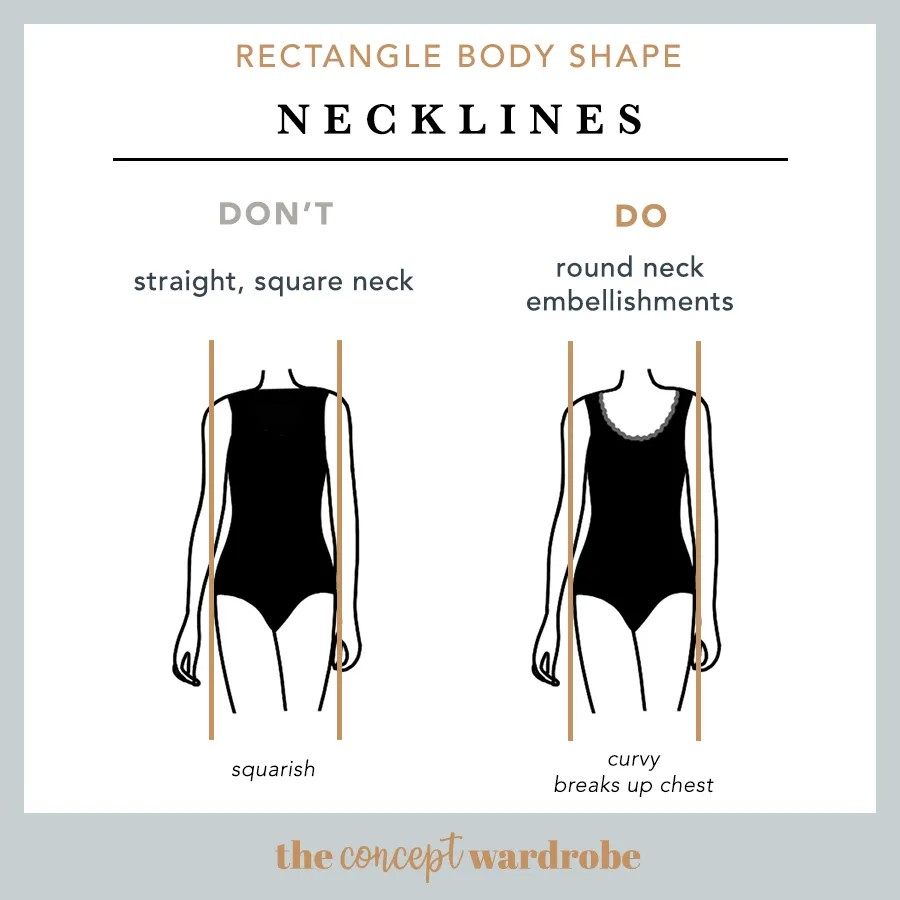 RECTANGLE BODY SHAPE
NECKLINES
DON'T
straight, square neck
squarish
DO
round neck
embellishments
curvy
breaks up chest
the concept wardrobe